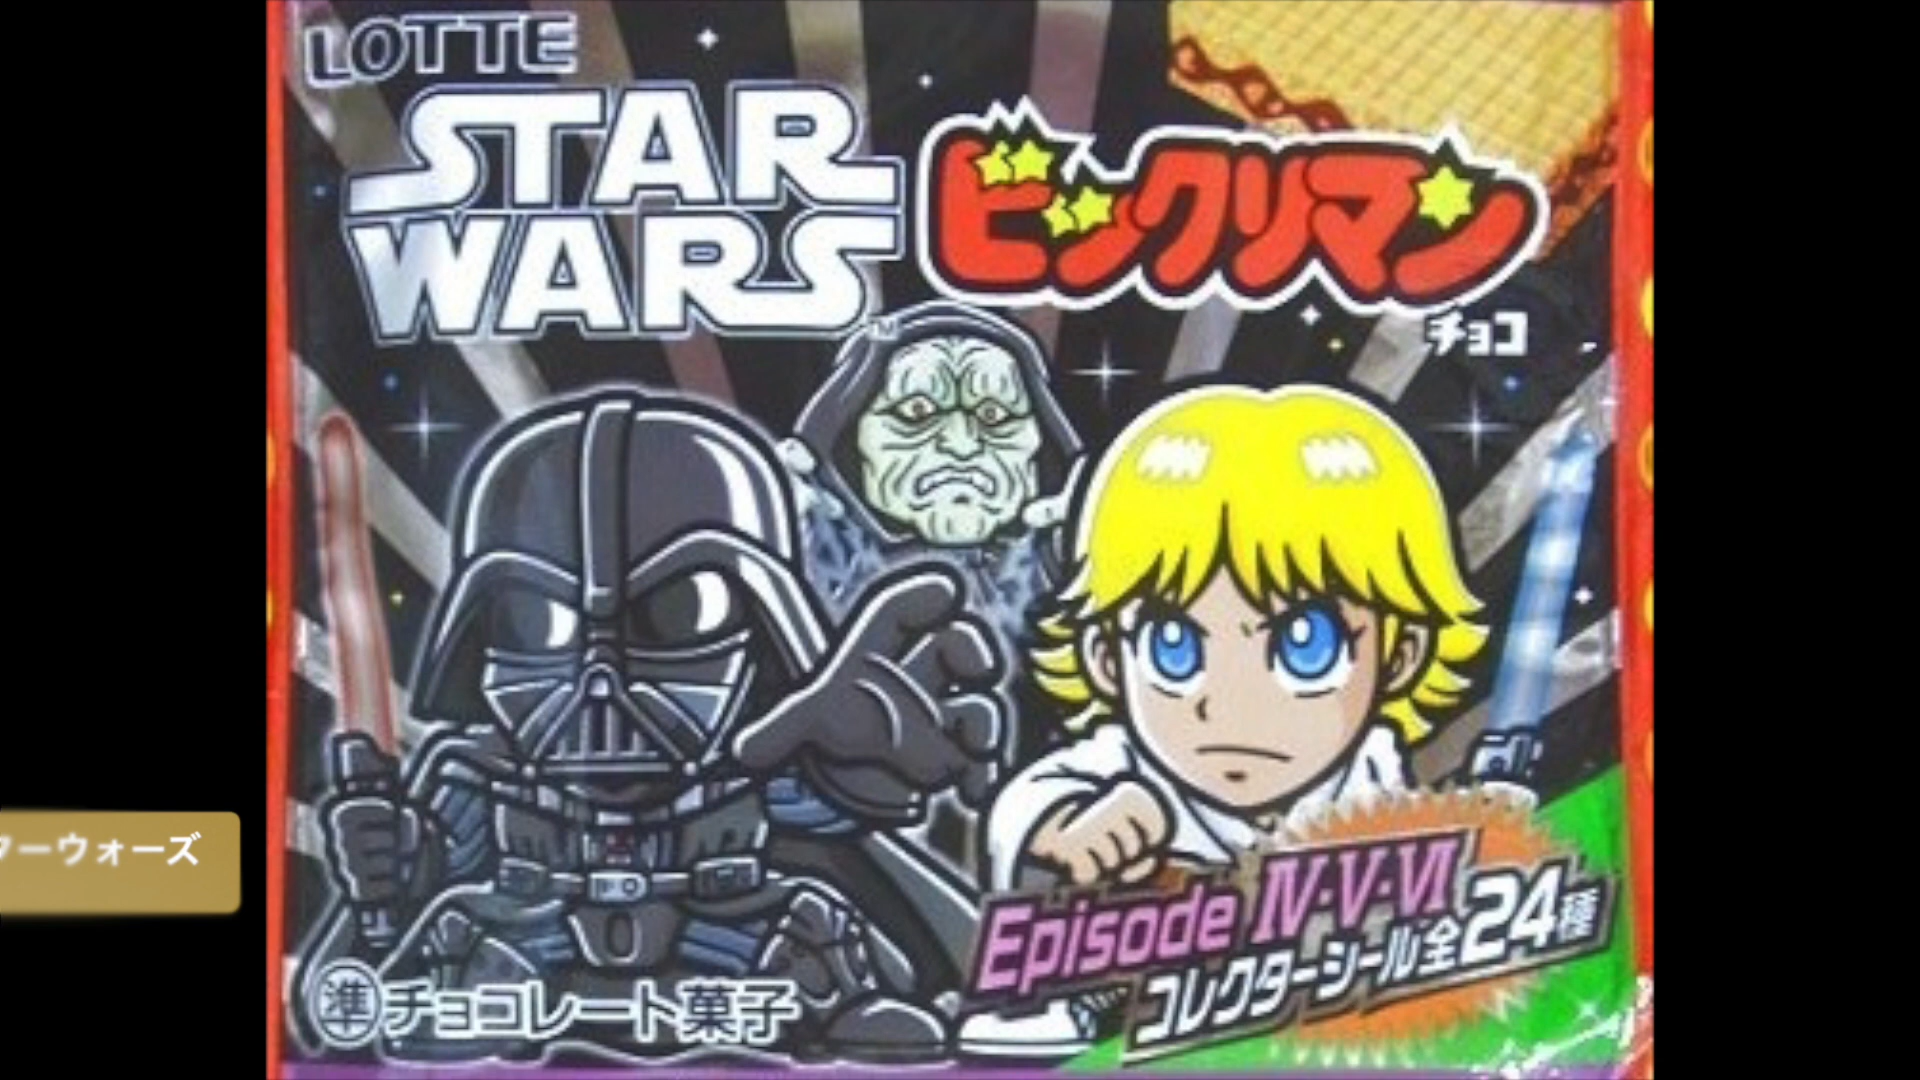 LOTTE
STAR
WARS
TM
ビックリマン
チョコ
ターウォーズ
Episode Ⅳ・Ⅴ・Ⅵ
コレクターシール全24種
準チョコレート菓子